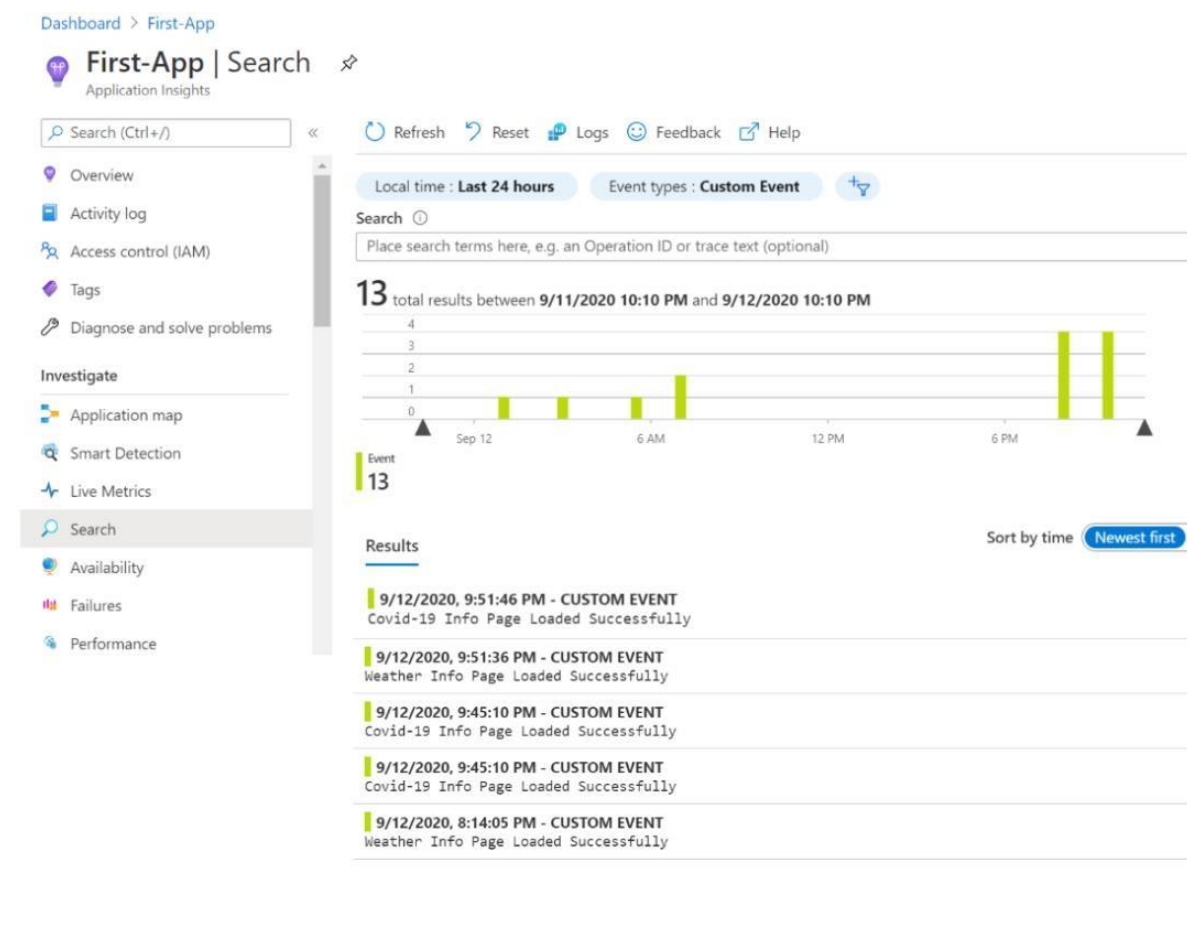 Dashboard > First-App
First-App | Search
Application Insights
Search (Ctrl+/)
«
Refresh Reset Logs Feedback Help
Overview
Activity log
Access control (IAM)
Tags
Diagnose and solve problems
Investigate
Application map
Smart Detection
Live Metrics
Search
Availability
Failures
Performance
Local time : Last 24 hours Event types : Custom Event
Search
Place search terms here, e.g. an Operation ID or trace text (optional)
13 total results between 9/11/2020 10:10 PM and 9/12/2020 10:10 PM
4
3
2
1
0
Sep 12 6 AM 12 PM 6 PM
Event
13
Results
Sort by time Newest first
9/12/2020, 9:51:46 PM - CUSTOM EVENT
Covid-19 Info Page Loaded Successfully
9/12/2020, 9:51:36 PM - CUSTOM EVENT
Weather Info Page Loaded Successfully
9/12/2020, 9:45:10 PM - CUSTOM EVENT
Covid-19 Info Page Loaded Successfully
9/12/2020, 9:45:10 PM - CUSTOM EVENT
Covid-19 Info Page Loaded Successfully
9/12/2020, 8:14:05 PM - CUSTOM EVENT
Weather Info Page Loaded Successfully